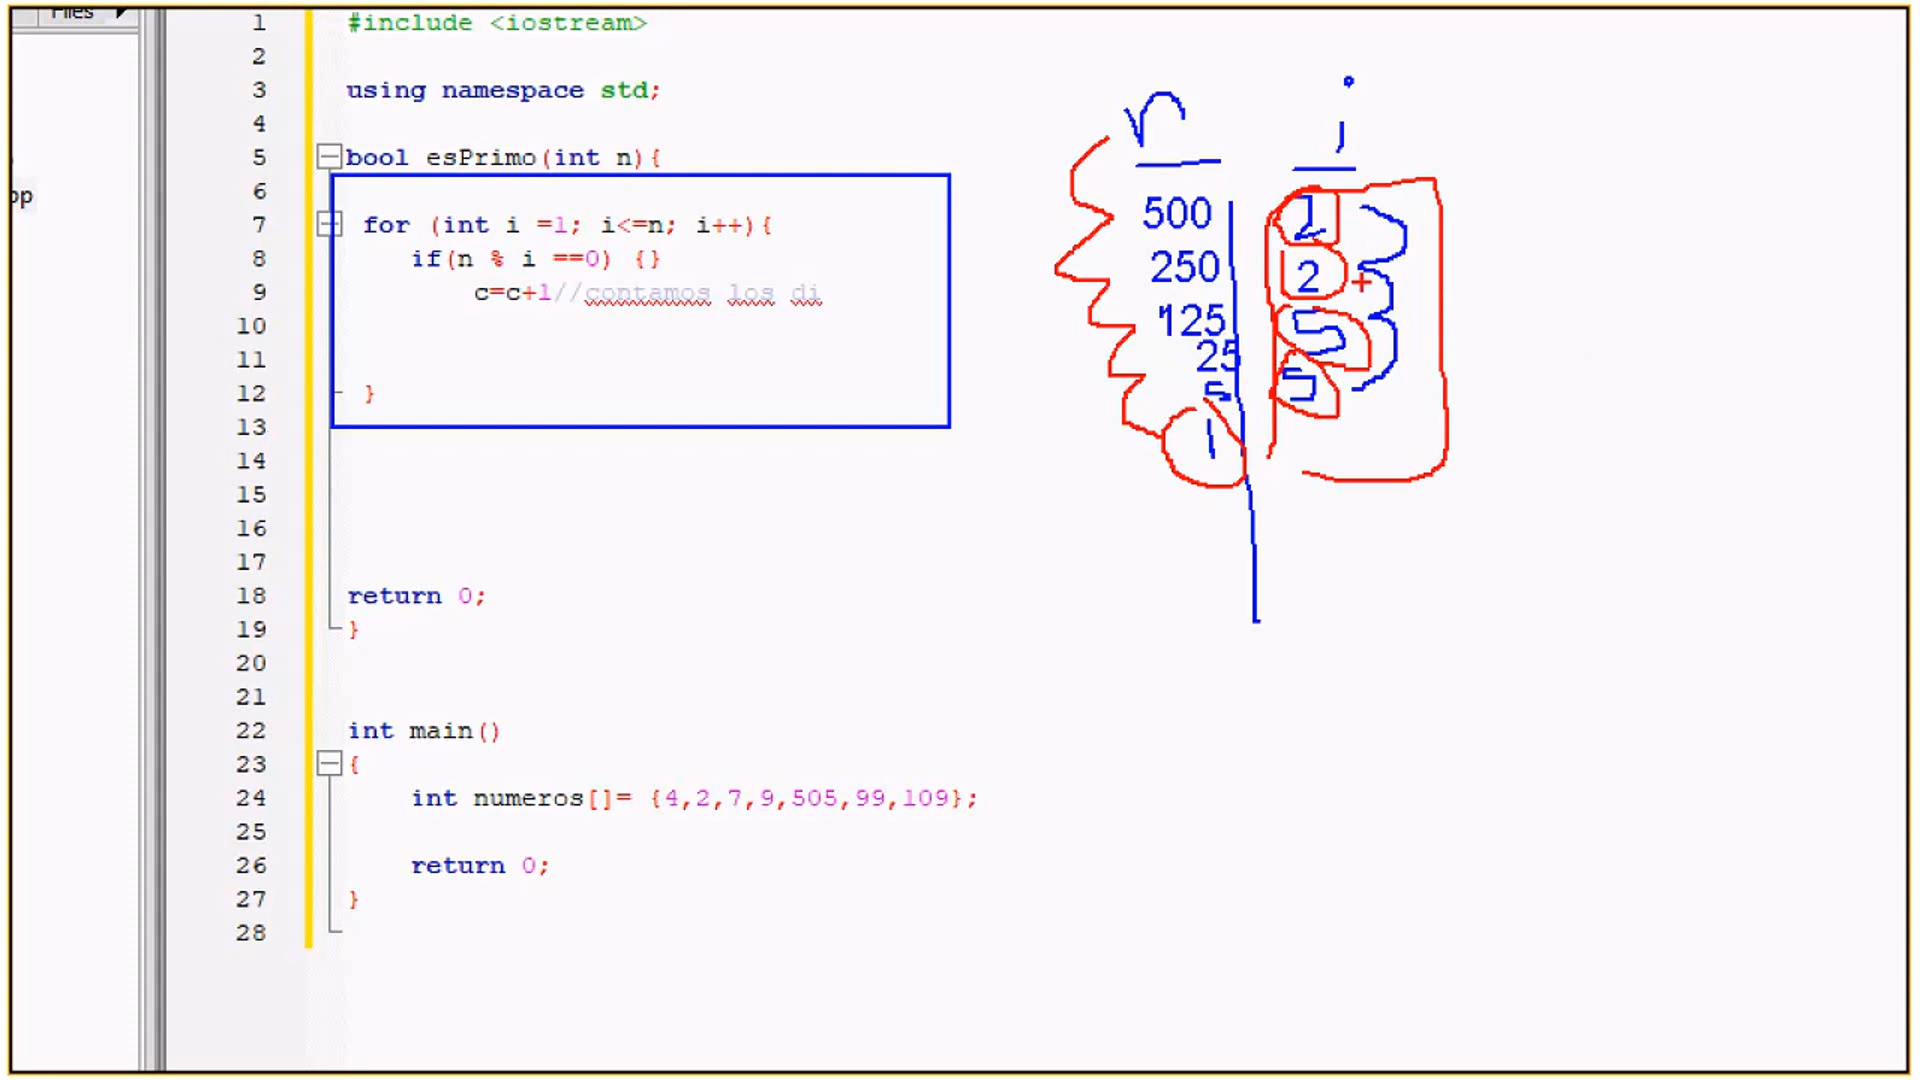 Files
pp
1 #include <iostream>
2
3 using namespace std;
4
5 bool esPrimo(int n){
6
7 for (int i =1; i<=n; i++){
8 if(n % i ==0) {}
9 c=c+1//contamos los di
10
11
12 }
13
14
15
16
17
18 return 0;
19 }
20
21
22 int main()
23 {
24 int numeros[]= {4,2,7,9,505,99,109};
25
26 return 0;
27 }
28
n i
500 2
250 2 +
125 5
25 5
5
1